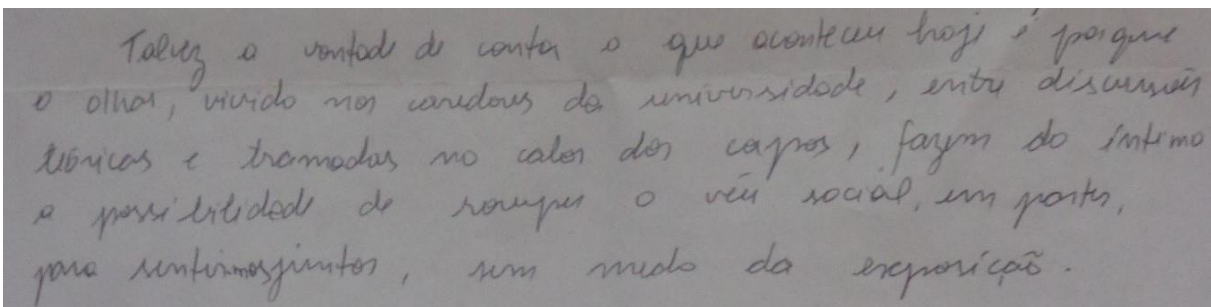 Talvez a vontade de contar o que aconteceu hoje é porque
o olhar, vivido nos corredores da universidade, entre discussões
teóricas e tramadas no calor dos corpos, fazem do íntimo
a possibilidade de romper o véu social, em partes,
para sentirmos juntos, sem medo da exposição.